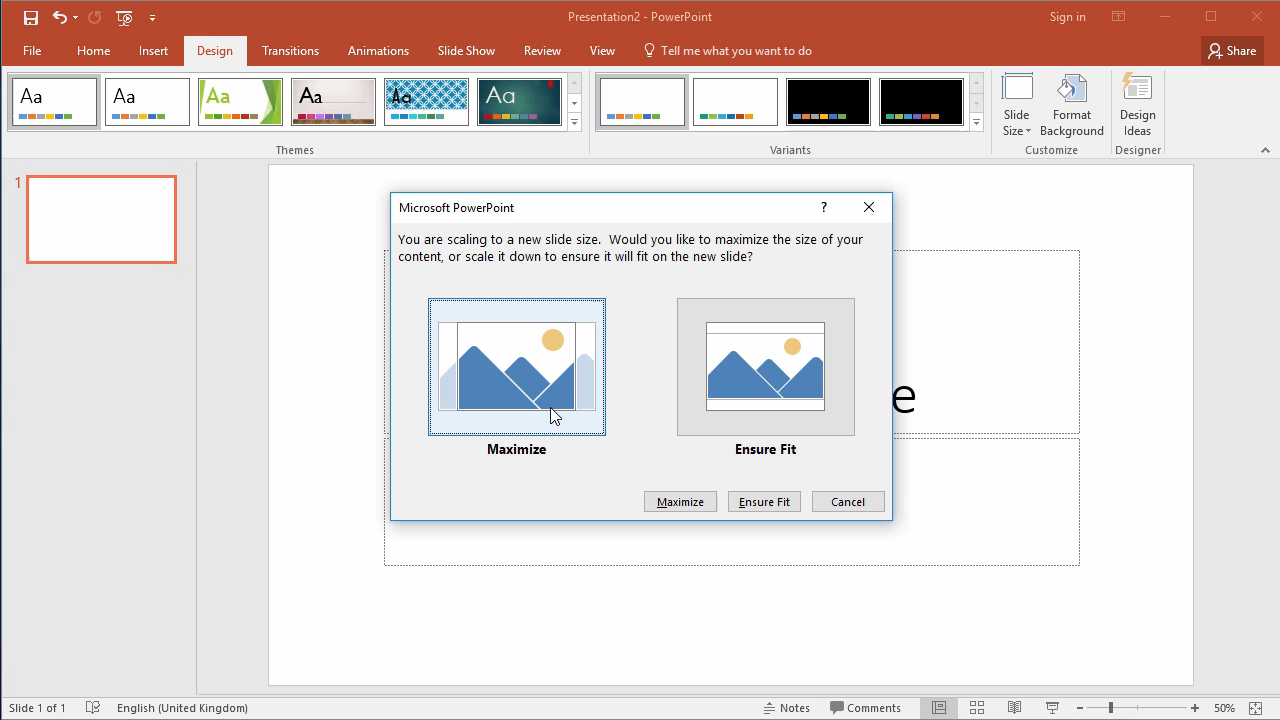 Presentation2 - PowerPoint
Sign in
File Home Insert Design Transitions Animations Slide Show Review View Tell me what you want to do Share
Aa Aa Aa Aa Aa Aa
Slide Size
Format Background
Design Ideas
Themes Variants Customize Designer
1
Microsoft PowerPoint ?
You are scaling to a new slide size. Would you like to maximize the size of your
content, or scale it down to ensure it will fit on the new slide?
e
Maximize Ensure Fit
Maximize Ensure Fit Cancel
Slide 1 of 1 English (United Kingdom) Notes Comments 50%